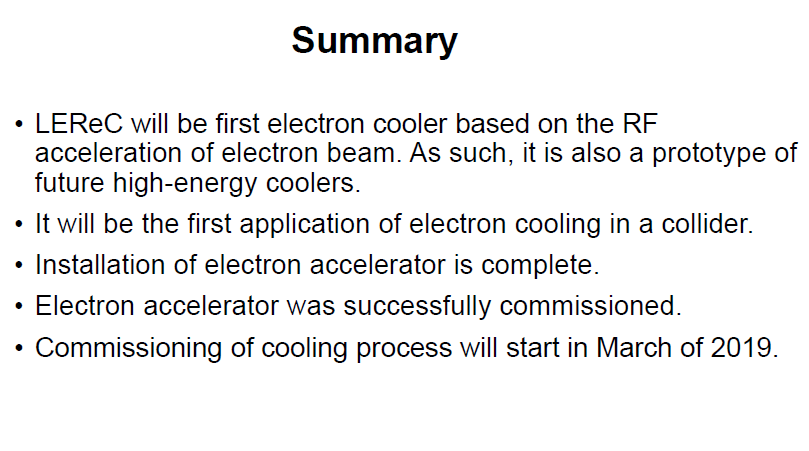 Summary
• LEReC will be first electron cooler based on the RF
acceleration of electron beam. As such, it is also a prototype of
future high-energy coolers.
• It will be the first application of electron cooling in a collider.
• Installation of electron accelerator is complete.
• Electron accelerator was successfully commissioned.
• Commissioning of cooling process will start in March of 2019.